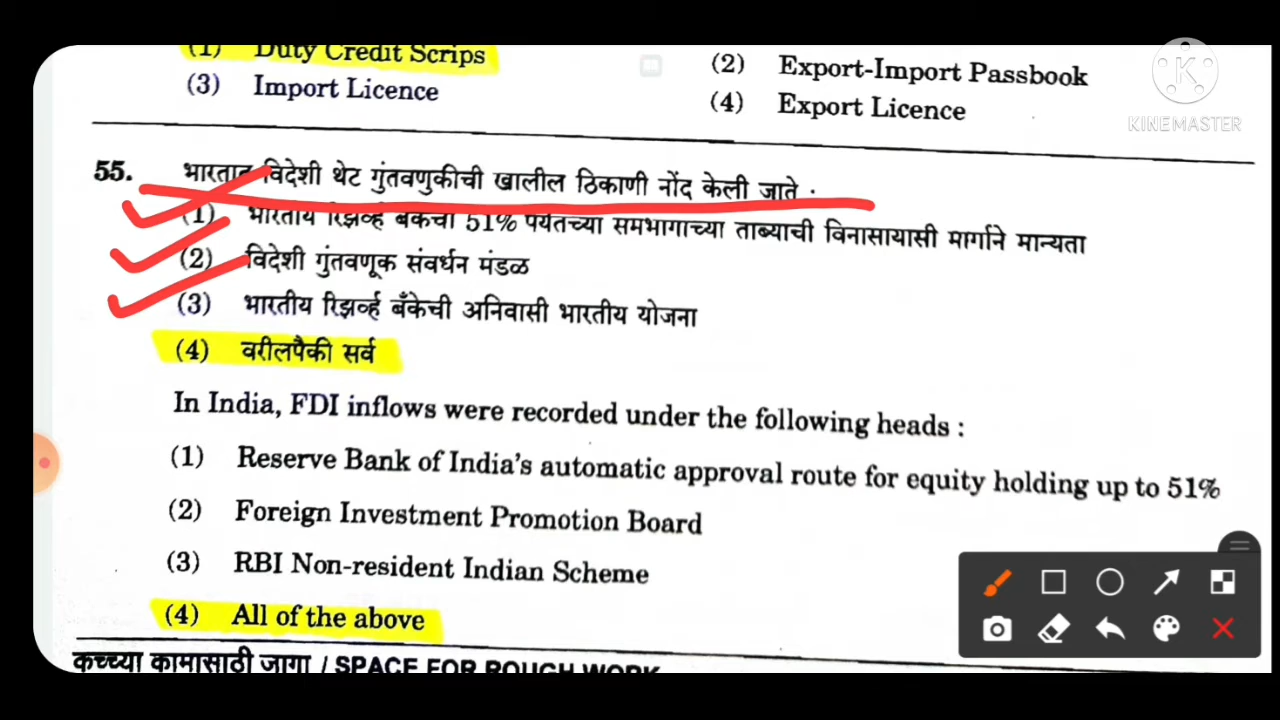 (1) Duty Credit Scrips
(2) Export-Import Passbook
(3) Import Licence
(4) Export Licence
KINEMASTER
55. भारतात विदेशी थेट गुंतवणुकीची खालील ठिकाणी नोंद केली जाते :
(1) भारतीय रिझर्व्ह बँकेची 51% पर्यंतच्या समभागाच्या ताब्याची विनासायासी मार्गाने मान्यता
(2) विदेशी गुंतवणूक संवर्धन मंडळ
(3) भारतीय रिझर्व्ह बँकेची अनिवासी भारतीय योजना
(4) वरीलपैकी सर्व
In India, FDI inflows were recorded under the following heads :
(1) Reserve Bank of India's automatic approval route for equity holding up to 51%
(2) Foreign Investment Promotion Board
(3) RBI Non-resident Indian Scheme
(4) All of the above
कच्च्या कामासाठी जागा / SPACE FOR ROUGH WORK